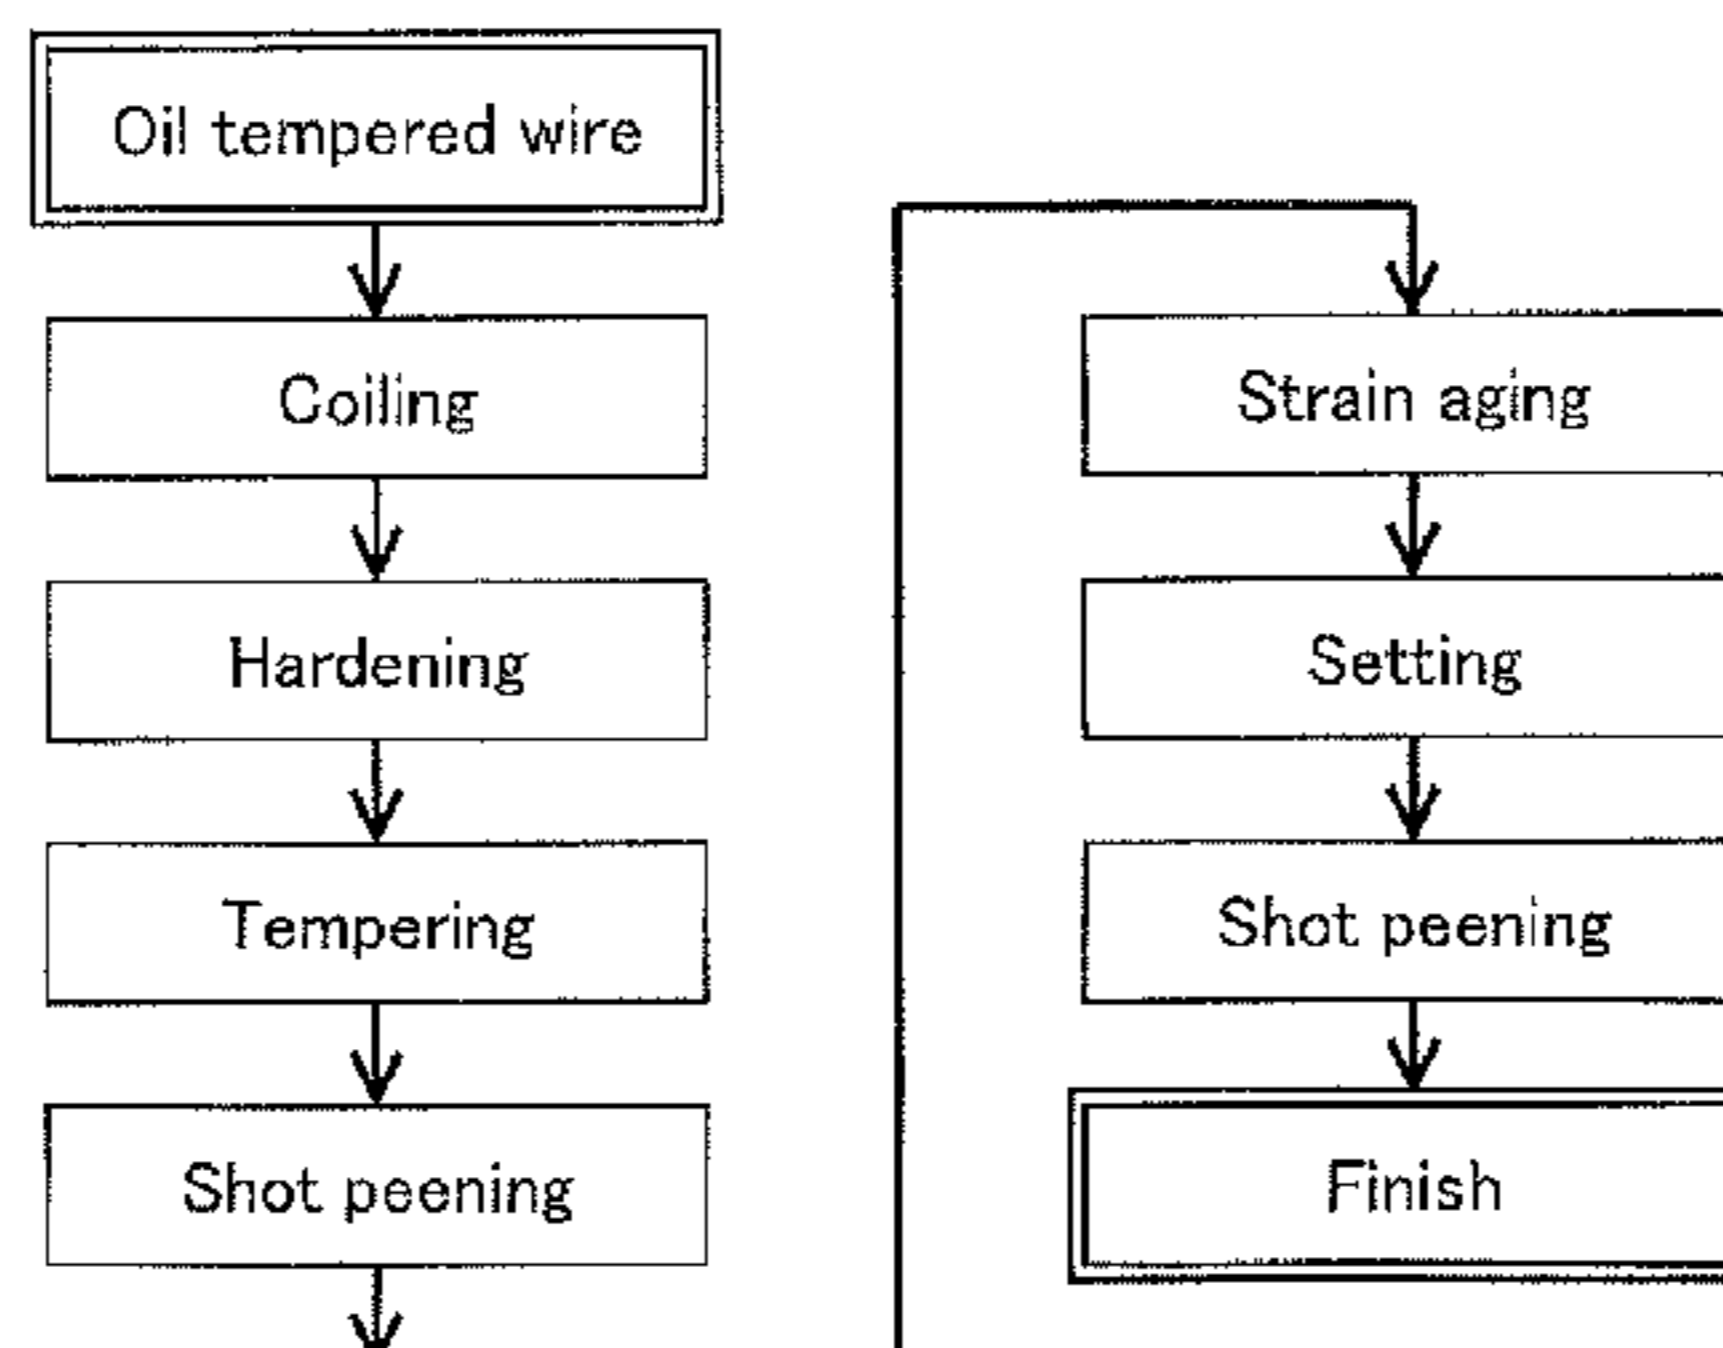 Oil tempered wire
Coiling
Hardening
Tempering
Shot peening
Strain aging
Setting
Shot peening
Finish